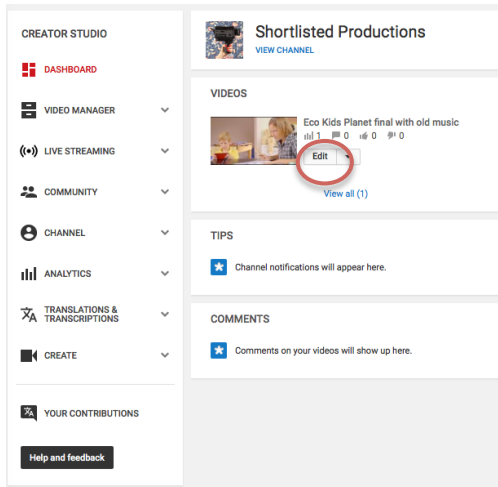 CREATOR STUDIO
DASHBOARD
VIDEO MANAGER
LIVE STREAMING
COMMUNITY
CHANNEL
ANALYTICS
TRANSLATIONS &
TRANSCRIPTIONS
CREATE
YOUR CONTRIBUTIONS
Help and feedback
Shortlisted Productions
VIEW CHANNEL
VIDEOS
Eco Kids Planet final with old music
1 0 0 0
Edit
View all (1)
TIPS
Channel notifications will appear here.
COMMENTS
Comments on your videos will show up here.